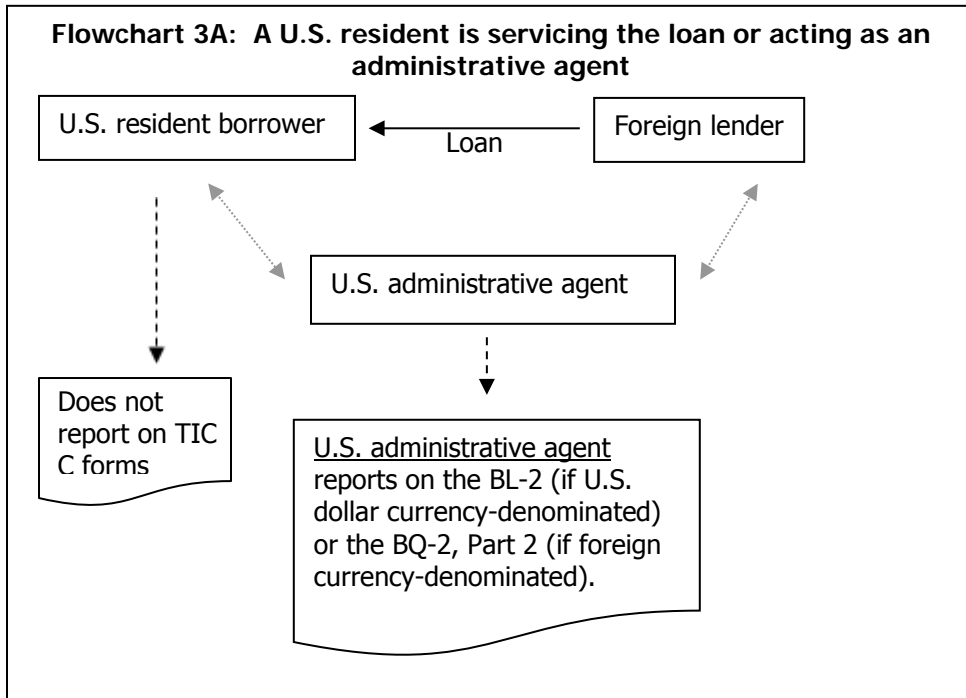 Flowchart 3A: A U.S. resident is servicing the loan or acting as an
administrative agent
U.S. resident borrower
Loan
Foreign lender
U.S. administrative agent
Does not
report on TIC
C forms
U.S. administrative agent
reports on the BL-2 (if U.S.
dollar currency-denominated)
or the BQ-2, Part 2 (if foreign
currency-denominated).